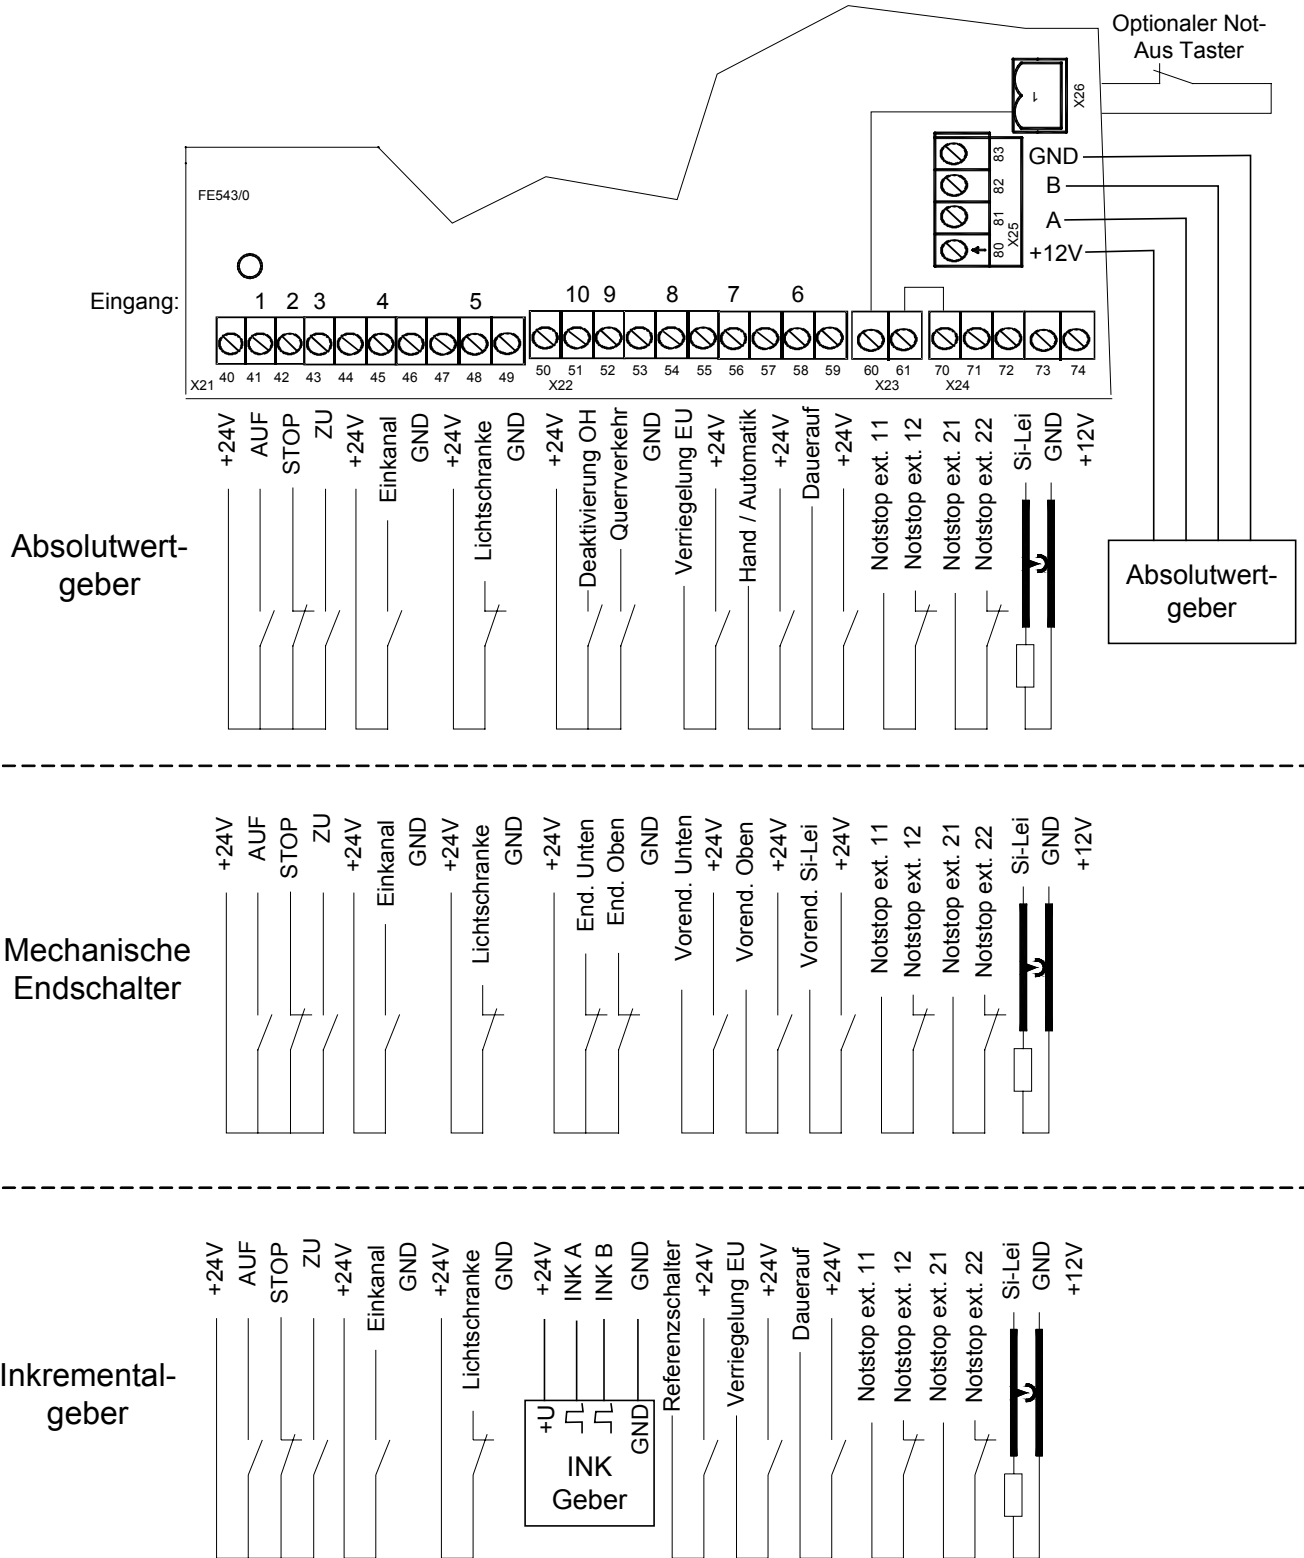 Optionaler Not-
Aus Taster
1
X26
83
82
81
80
X25
GND
B
A
+12V
FE543/0
Eingang:
1 2 3 4 5 10 9 8 7 6
40 41 42 43 44 45 46 47 48 49 50 51 52 53 54 55 56 57 58 59 60 61 70 71 72 73 74
X21 X22 X23 X24
+24V
AUF
STOP
ZU
+24V
Einkanal
GND
+24V
Lichtschranke
GND
+24V
Deaktivierung OH
Querrverkehr
GND
Verriegelung EU
+24V
Hand / Automatik
+24V
Dauerauf
+24V
Notstop ext. 11
Notstop ext. 12
Notstop ext. 21
Notstop ext. 22
Si-Lei
GND
+12V
Absolutwert-
geber
Absolutwert-
geber
+24V
AUF
STOP
ZU
+24V
Einkanal
GND
+24V
Lichtschranke
GND
+24V
End. Unten
End. Oben
GND
Vorend. Unten
+24V
Vorend. Oben
+24V
Vorend. Si-Lei
+24V
Notstop ext. 11
Notstop ext. 12
Notstop ext. 21
Notstop ext. 22
Si-Lei
GND
+12V
Mechanische
Endschalter
+24V
AUF
STOP
ZU
+24V
Einkanal
GND
+24V
Lichtschranke
GND
+24V
INK A
INK B
GND
Referenzschalter
+24V
Verriegelung EU
+24V
Dauerauf
+24V
Notstop ext. 11
Notstop ext. 12
Notstop ext. 21
Notstop ext. 22
Si-Lei
GND
+12V
Inkremental-
geber
+U
GND
INK
Geber